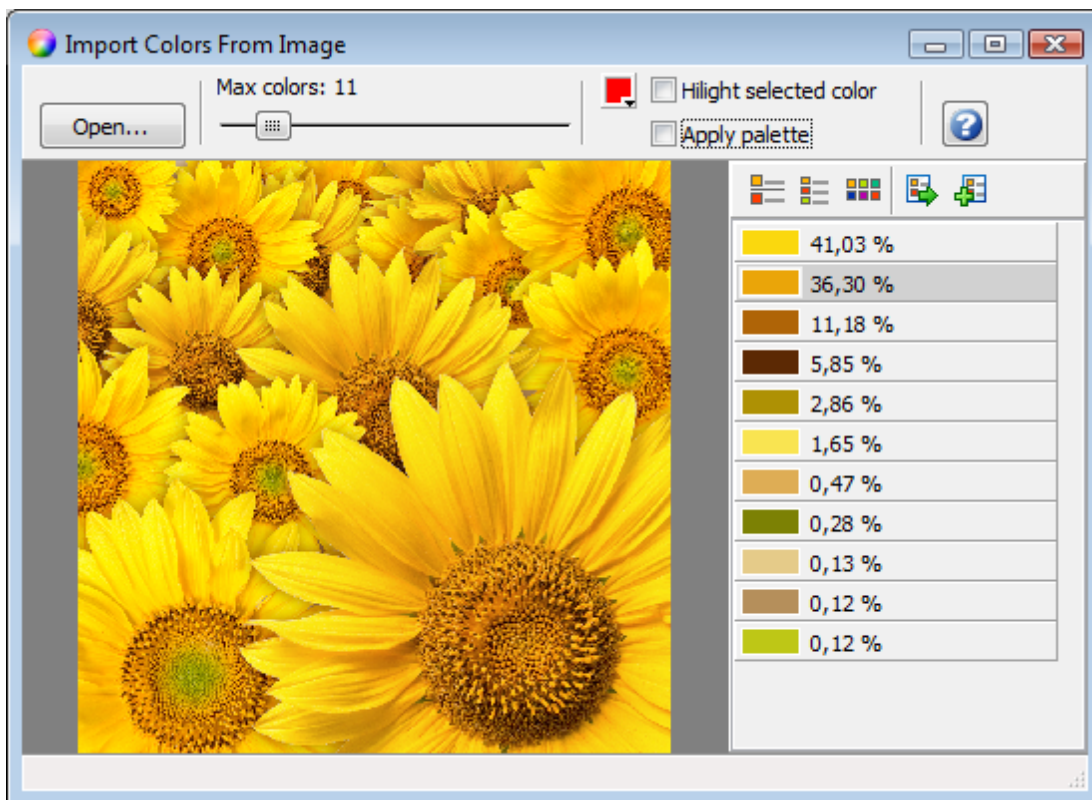 Import Colors From Image
Max colors: 11
Open...
Hilight selected color
Apply palette
?
41,03 %
36,30 %
11,18 %
5,85 %
2,86 %
1,65 %
0,47 %
0,28 %
0,13 %
0,12 %
0,12 %